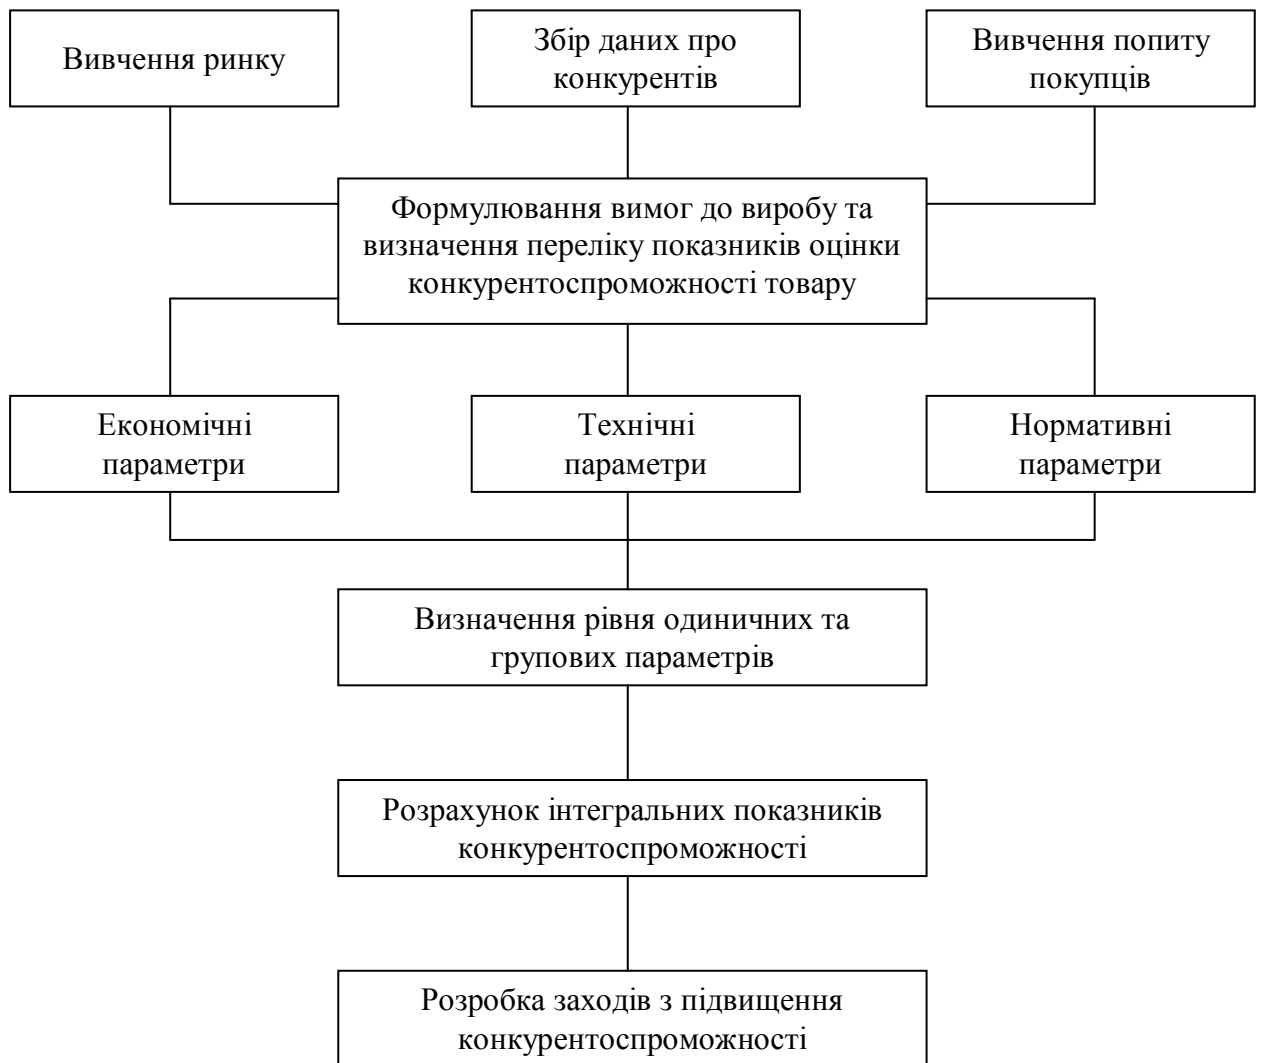 Вивчення ринку
Збір даних про
конкурентів
Вивчення попиту
покупців
Формулювання вимог до виробу та
визначення переліку показників оцінки
конкурентоспроможності товару
Економічні
параметри
Технічні
параметри
Нормативні
параметри
Визначення рівня одиничних та
групових параметрів
Розрахунок інтегральних показників
конкурентоспроможності
Розробка заходів з підвищення
конкурентоспроможності